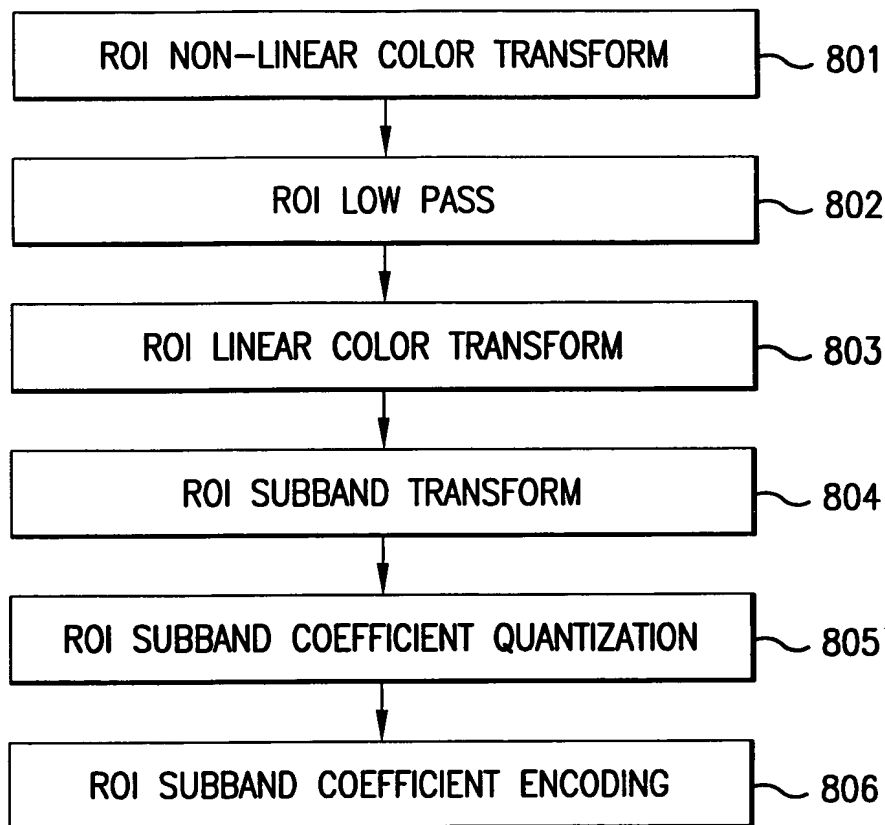 ROI NON-LINEAR COLOR TRANSFORM 801
ROI LOW PASS 802
ROI LINEAR COLOR TRANSFORM 803
ROI SUBBAND TRANSFORM 804
ROI SUBBAND COEFFICIENT QUANTIZATION 805
ROI SUBBAND COEFFICIENT ENCODING 806